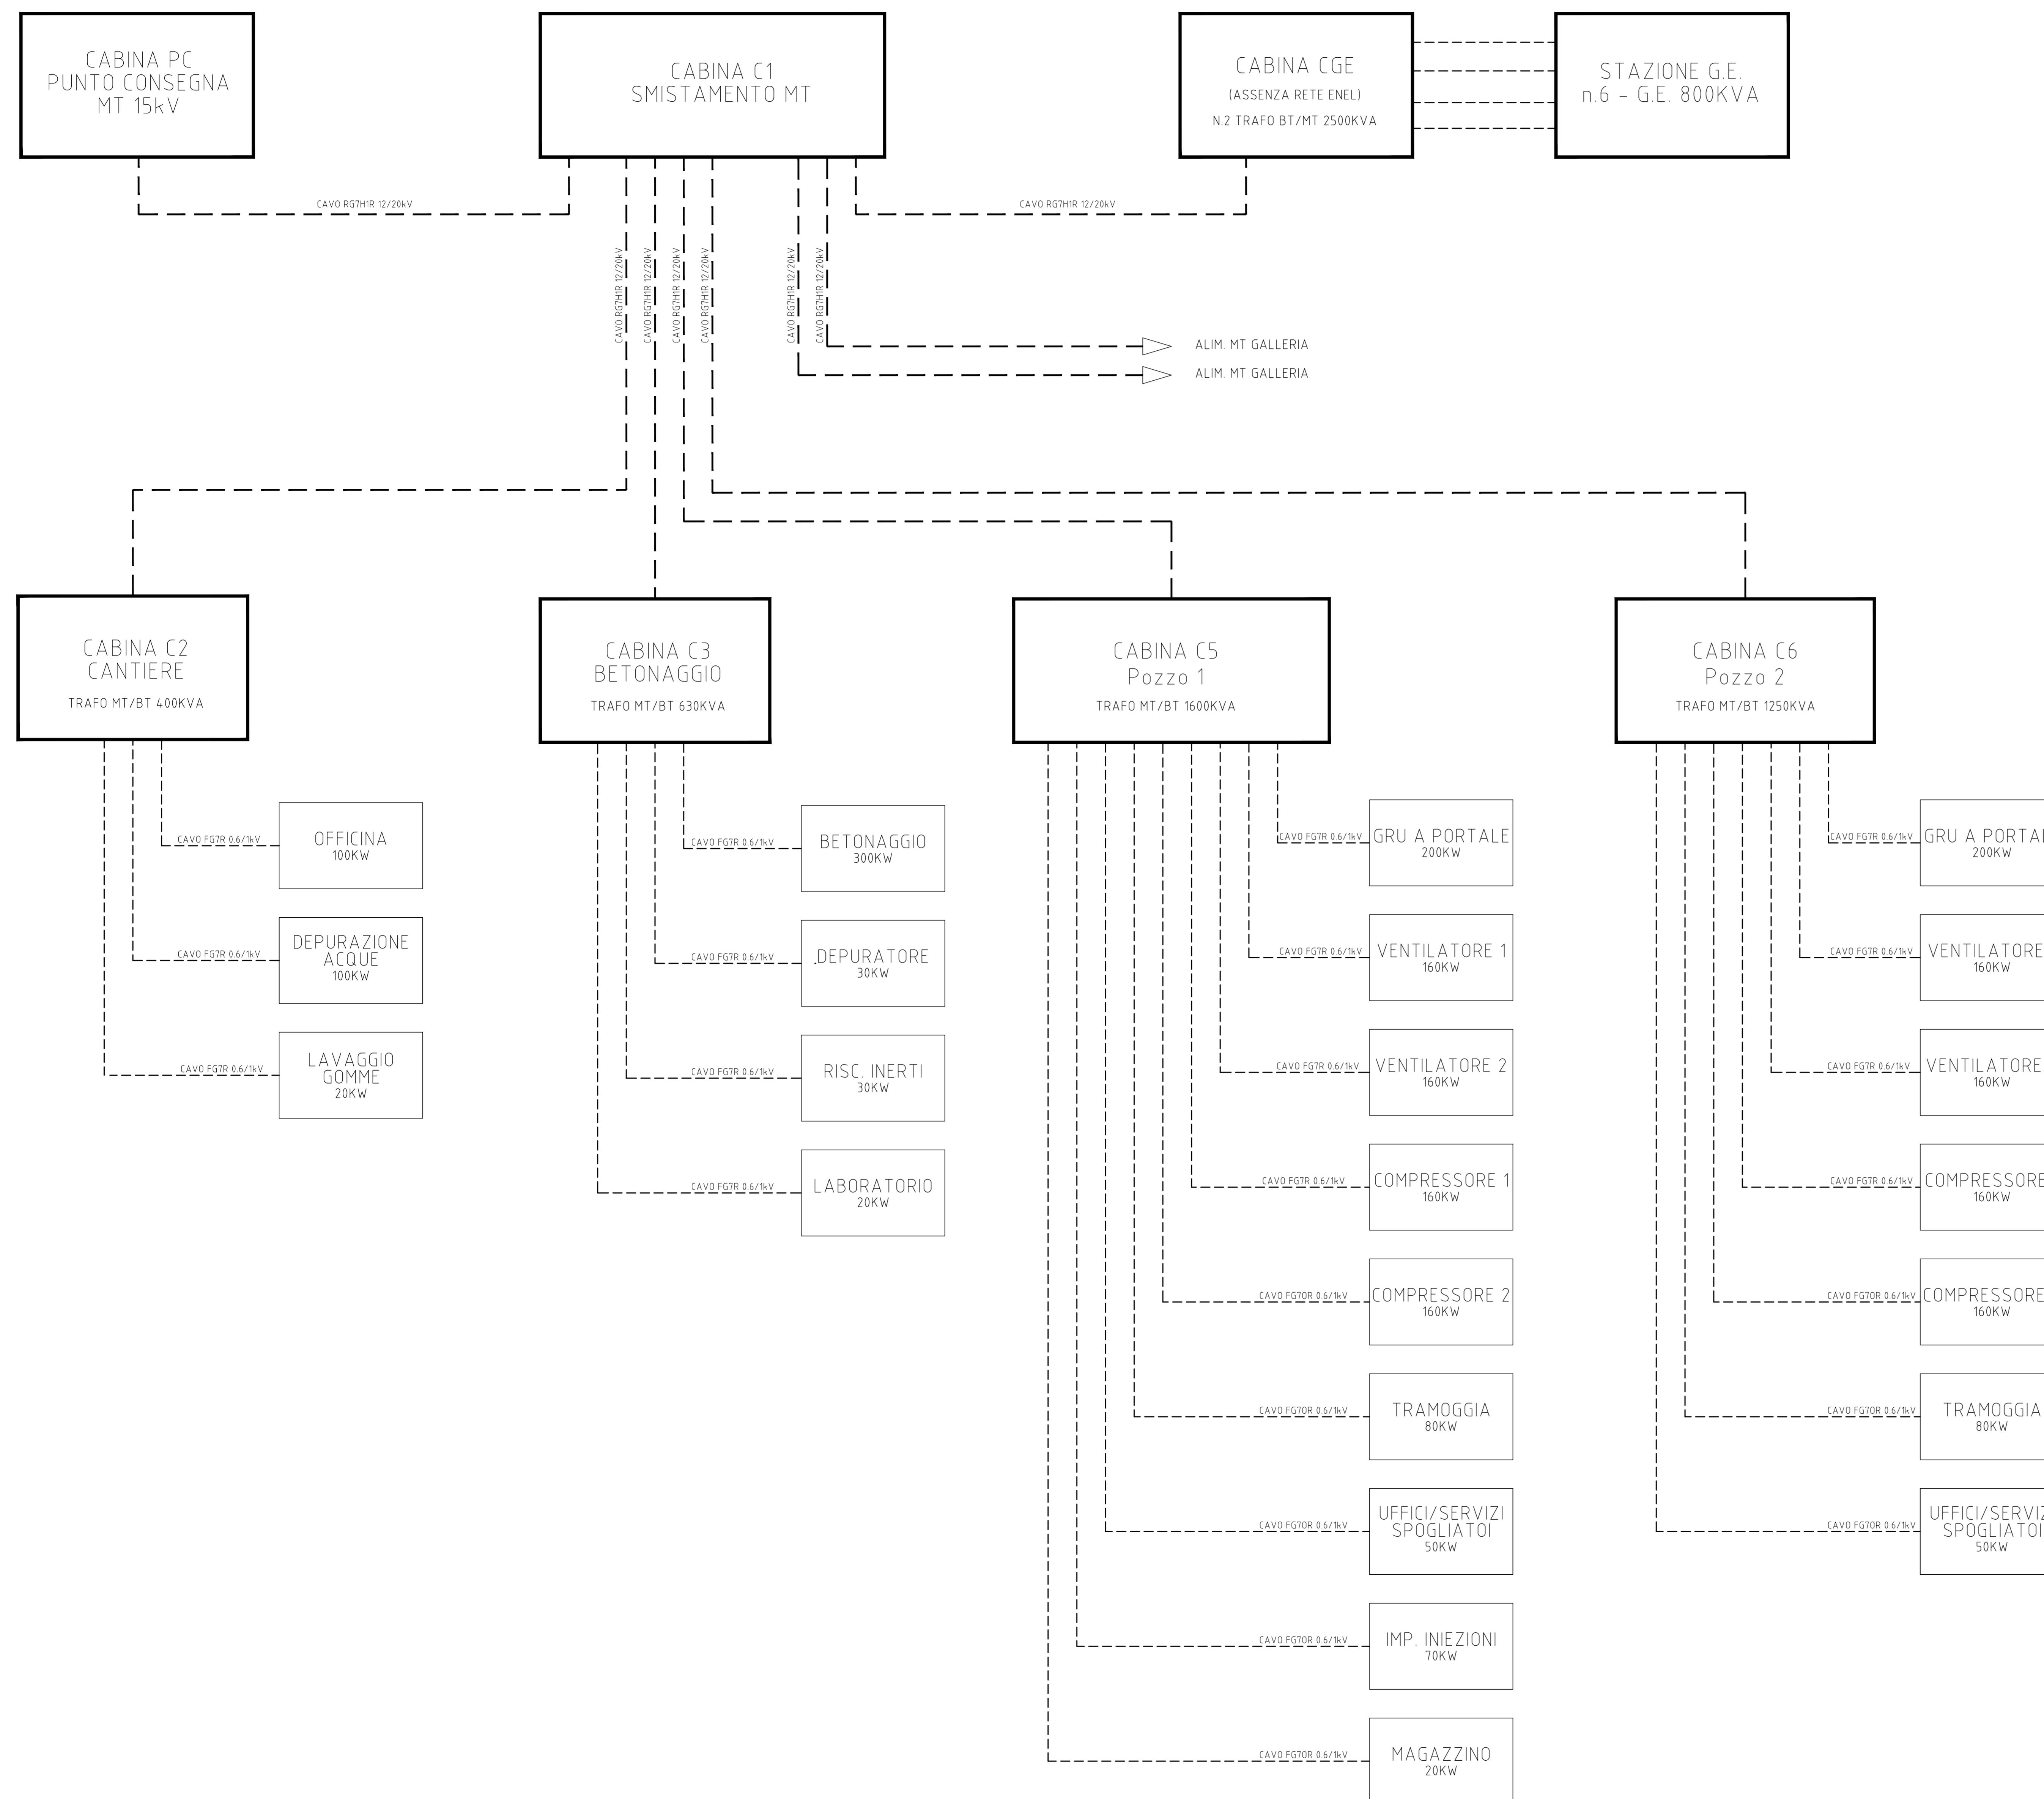 CABINA PC
PUNTO CONSEGNA
MT 15kV
CABINA C1
SMISTAMENTO MT
CABINA CGE
(ASSENZA RETE ENEL)
N.2 TRAFO BT/MT 2500KVA
STAZIONE G.E.
n.6 - G.E. 800KVA
CAVO RG7H1R 12/20kV
CAVO RG7H1R 12/20kV
CAVO RG7H1R 12/20kV
CAVO RG7H1R 12/20kV
CAVO RG7H1R 12/20kV
CAVO RG7H1R 12/20kV
CAVO RG7H1R 12/20kV
CAVO RG7H1R 12/20kV
ALIM. MT GALLERIA
ALIM. MT GALLERIA
CABINA C2
CANTIERE
TRAFO MT/BT 400KVA
CAVO FG7R 0.6/1kV
OFFICINA
100KW
CAVO FG7R 0.6/1kV
DEPURAZIONE
ACQUE
100KW
CAVO FG7R 0.6/1kV
LAVAGGIO
GOMME
20KW
CABINA C3
BETONAGGIO
TRAFO MT/BT 630KVA
CAVO FG7R 0.6/1kV
BETONAGGIO
300KW
CAVO FG7R 0.6/1kV
.DEPURATORE
30KW
CAVO FG7R 0.6/1kV
RISC. INERTI
30KW
CAVO FG7R 0.6/1kV
LABORATORIO
20KW
CABINA C5
Pozzo 1
TRAFO MT/BT 1600KVA
CAVO FG7R 0.6/1kV
GRU A PORTALE
200KW
CAVO FG7R 0.6/1kV
VENTILATORE 1
160KW
CAVO FG7R 0.6/1kV
VENTILATORE 2
160KW
CAVO FG7R 0.6/1kV
COMPRESSORE 1
160KW
CAVO FG7OR 0.6/1kV
COMPRESSORE 2
160KW
CAVO FG7OR 0.6/1kV
TRAMOGGIA
80KW
CAVO FG7OR 0.6/1kV
UFFICI/SERVIZI
SPOGLIATOI
50KW
CAVO FG7OR 0.6/1kV
IMP. INIEZIONI
70KW
CAVO FG7OR 0.6/1kV
MAGAZZINO
20KW
CABINA C6
Pozzo 2
TRAFO MT/BT 1250KVA
CAVO FG7R 0.6/1kV
GRU A PORTAL
200KW
CAVO FG7R 0.6/1kV
VENTILATORE
160KW
CAVO FG7R 0.6/1kV
VENTILATORE
160KW
CAVO FG7R 0.6/1kV
COMPRESSORE
160KW
CAVO FG7OR 0.6/1kV
COMPRESSORE
160KW
CAVO FG7OR 0.6/1kV
TRAMOGGIA
80KW
CAVO FG7OR 0.6/1kV
UFFICI/SERVIZ
SPOGLIATOI
50KW